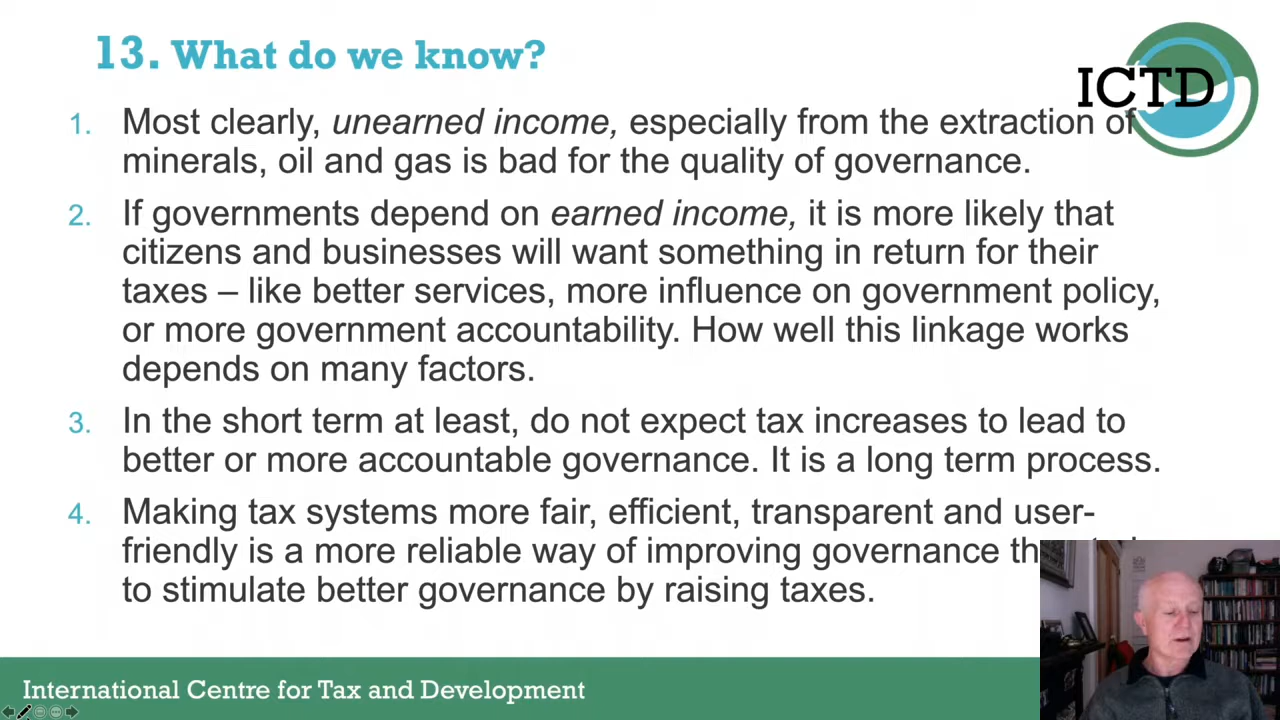 13. What do we know?
ICTD
1. Most clearly, unearned income, especially from the extraction of
minerals, oil and gas is bad for the quality of governance.
2. If governments depend on earned income, it is more likely that
citizens and businesses will want something in return for their
taxes – like better services, more influence on government policy,
or more government accountability. How well this linkage works
depends on many factors.
3. In the short term at least, do not expect tax increases to lead to
better or more accountable governance. It is a long term process.
4. Making tax systems more fair, efficient, transparent and user-
friendly is a more reliable way of improving governance
to stimulate better governance by raising taxes.
International Centre for Tax and Development